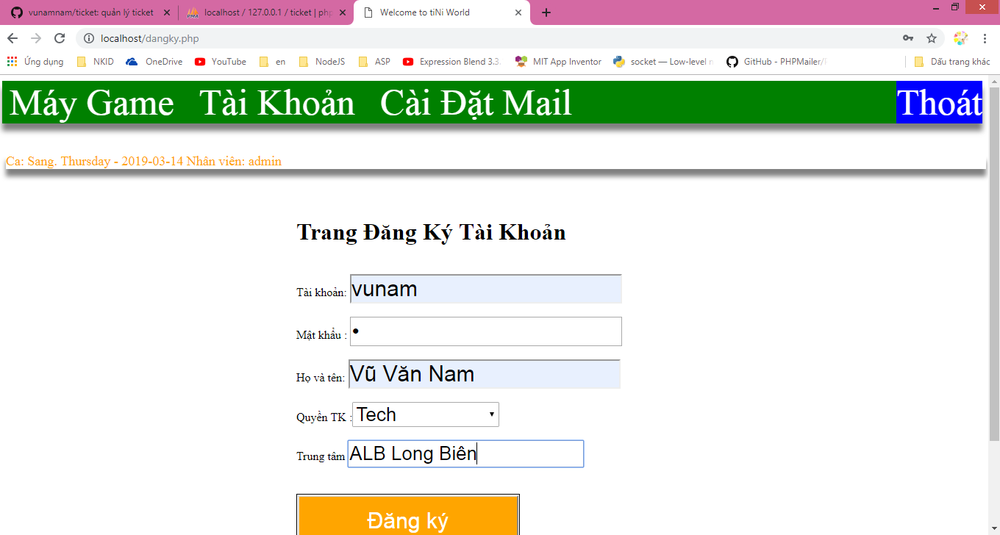 vunamnam/ticket: quản lý ticket
localhost / 127.0.0.1 / ticket | php
Welcome to tiNi World
localhost/dangky.php
Ứng dụng NKID OneDrive YouTube en NodeJS ASP Expression Blend 3.3. MIT App Inventor socket — Low-level n GitHub - PHPMailer/ Dấu trang khác
Máy Game Tài Khoản Cài Đặt Mail Thoát
Ca: Sang. Thursday - 2019-03-14 Nhân viên: admin
Trang Đăng Ký Tài Khoản
Tài khoản: vunam
Mật khẩu : •
Họ và tên: Vũ Văn Nam
Quyền TK : Tech
Trung tâm ALB Long Biên
Đăng ký